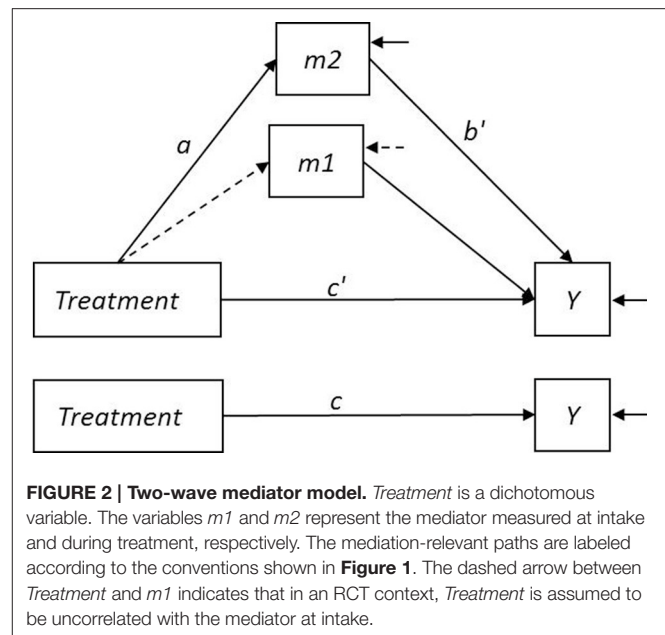 m2
a
b'
m1
Treatment
c'
Y
Treatment
c
Y
FIGURE 2 | Two-wave mediator model. Treatment is a dichotomous
variable. The variables m1 and m2 represent the mediator measured at intake
and during treatment, respectively. The mediation-relevant paths are labeled
according to the conventions shown in Figure 1. The dashed arrow between
Treatment and m1 indicates that in an RCT context, Treatment is assumed to
be uncorrelated with the mediator at intake.